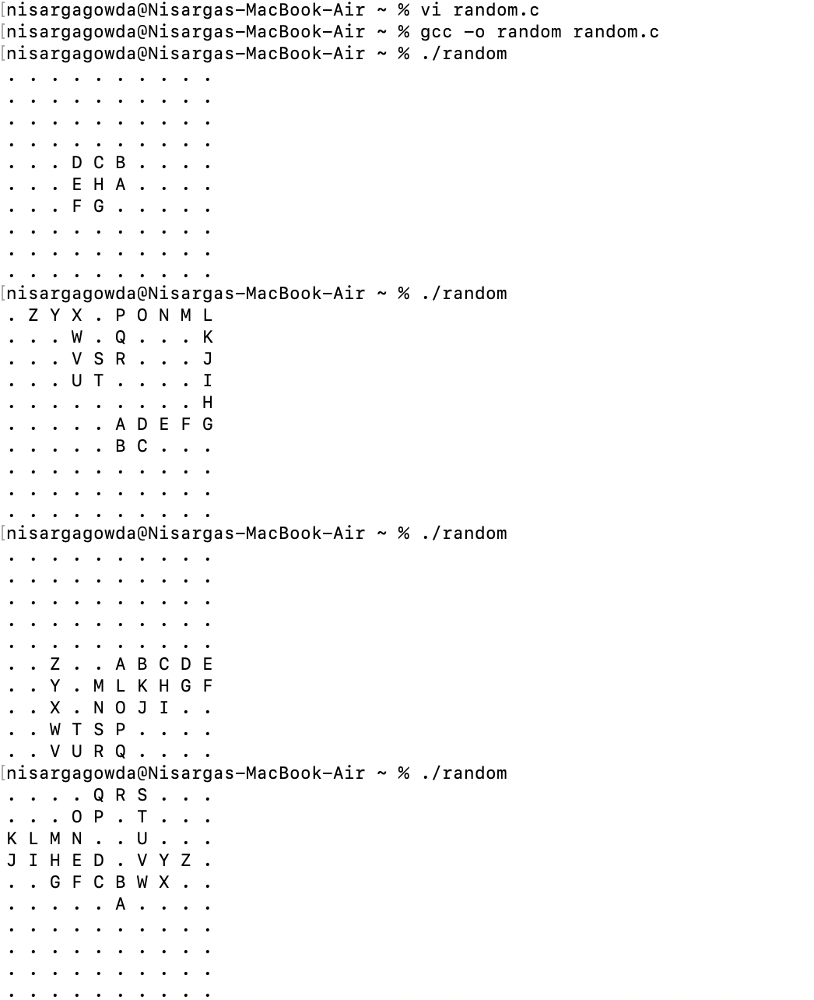 [nisargagowda@Nisargas-MacBook-Air ~ % vi random.c
[nisargagowda@Nisargas-MacBook-Air ~ % gcc -o random random.c
[nisargagowda@Nisargas-MacBook-Air ~ % ./random
. . . . . . . . . .
. . . . . . . . . .
. . . . . . . . . .
. . . . . . . . . .
. . . D C B . . . .
. . . E H A . . . .
. . . F G . . . . .
. . . . . . . . . .
. . . . . . . . . .
. . . . . . . . . .
[nisargagowda@Nisargas-MacBook-Air ~ % ./random
. Z Y X . P O N M L
. . . W . Q . . . K
. . . V S R . . . J
. . . U T . . . . I
. . . . . . . . . H
. . . . . A D E F G
. . . . . B C . . .
. . . . . . . . . .
. . . . . . . . . .
. . . . . . . . . .
[nisargagowda@Nisargas-MacBook-Air ~ % ./random
. . . . . . . . . .
. . . . . . . . . .
. . . . . . . . . .
. . . . . . . . . .
. . . . . . . . . .
. . Z . . A B C D E
. . Y . M L K H G F
. . X . N O J I . .
. . W T S P . . . .
. . V U R Q . . . .
[nisargagowda@Nisargas-MacBook-Air ~ % ./random
. . . . Q R S . . .
. . . O P . T . . .
K L M N . . U . . .
J I H E D . V Y Z .
. . G F C B W X . .
. . . . . A . . . .
. . . . . . . . . .
. . . . . . . . . .
. . . . . . . . . .
. . . . . . . . . .